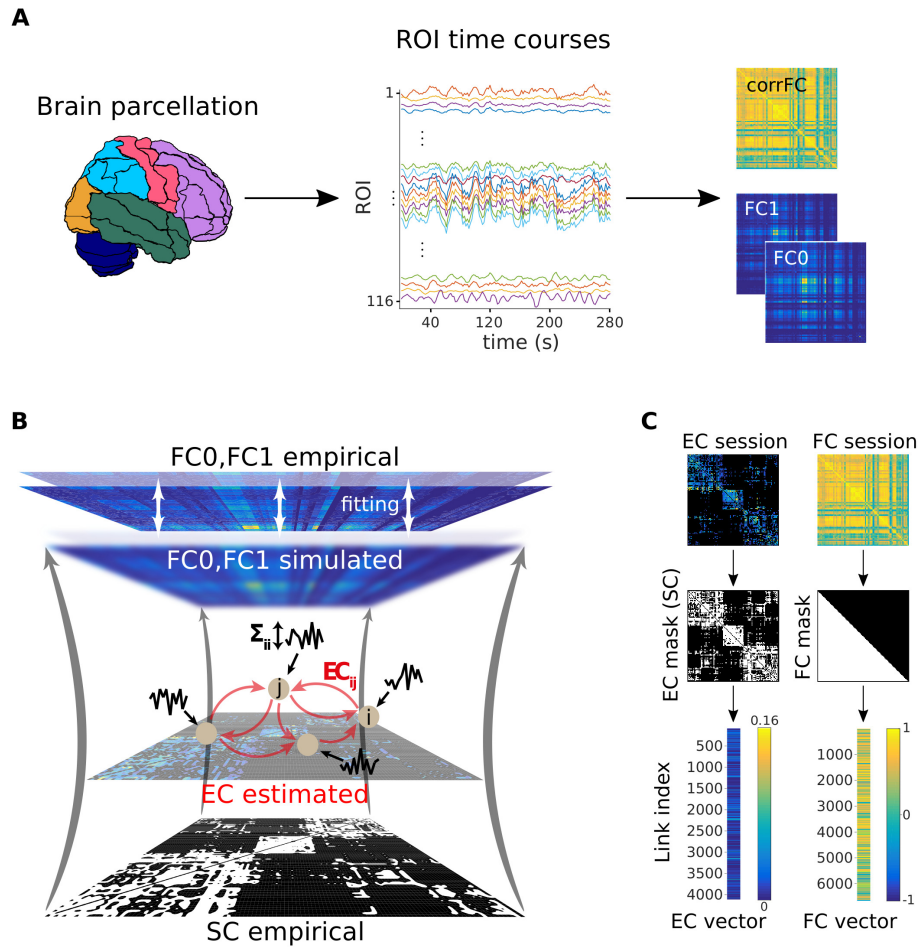 A
ROI time courses
Brain parcellation
ROI
1
⋮
⋮
⋮
116
40 120 200 280
time (s)
corrFC
FC1
FC0
B
FC0,FC1 empirical
fitting
FC0,FC1 simulated
Σii
ECij
j
i
EC estimated
SC empirical
C
EC session
FC session
EC mask (SC)
FC mask
Link index
500
1000
1500
2000
2500
3000
3500
4000
0.16
0
EC vector
1000
2000
3000
4000
5000
6000
1
0
-1
FC vector